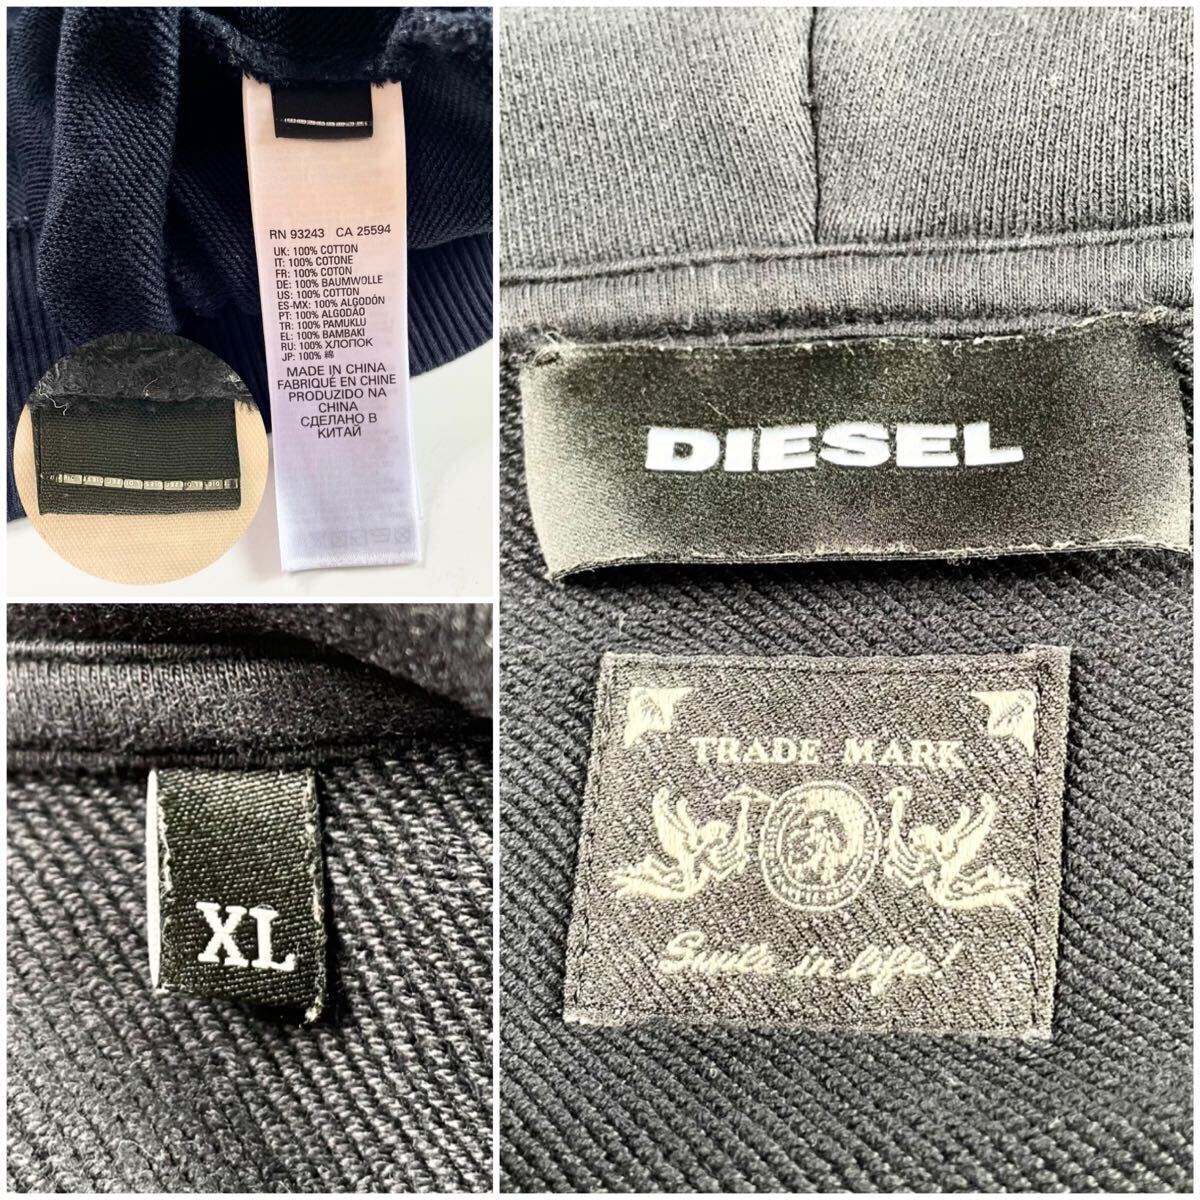 RN 93243 CA 25594
UK: 100% COTTON
IT: 100% COTONE
FR: 100% COTON
DE: 100% BAUMWOLLE
US: 100% COTTON
ES-MX: 100% ALGODÓN
PT: 100% ALGODÃO
TR: 100% PAMUKLU
EL: 100% BAMBAKI
RU: 100% ХЛОПОК
JP: 100% 綿
MADE IN CHINA
FABRIQUÉ EN CHINE
PRODUZIDO NA
CHINA
СДЕЛАНО В
КИТАЙ
XL
DIESEL
TRADE MARK
Smile in life!